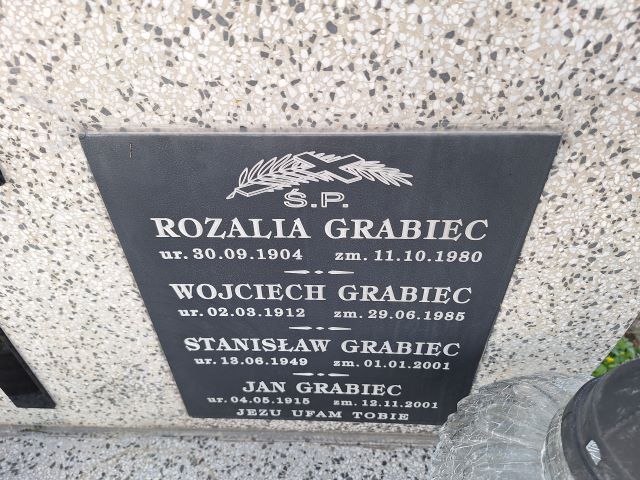 Ś.P.
ROZALIA GRABIEC
ur. 30.09.1904 zm. 11.10.1980
WOJCIECH GRABIEC
ur. 02.03.1912 zm. 29.06.1985
STANISŁAW GRABIEC
ur. 13.06.1949 zm. 01.01.2001
JAN GRABIEC
ur. 04.05.1915 zm. 12.11.2001
JEZU UFAM TOBIE